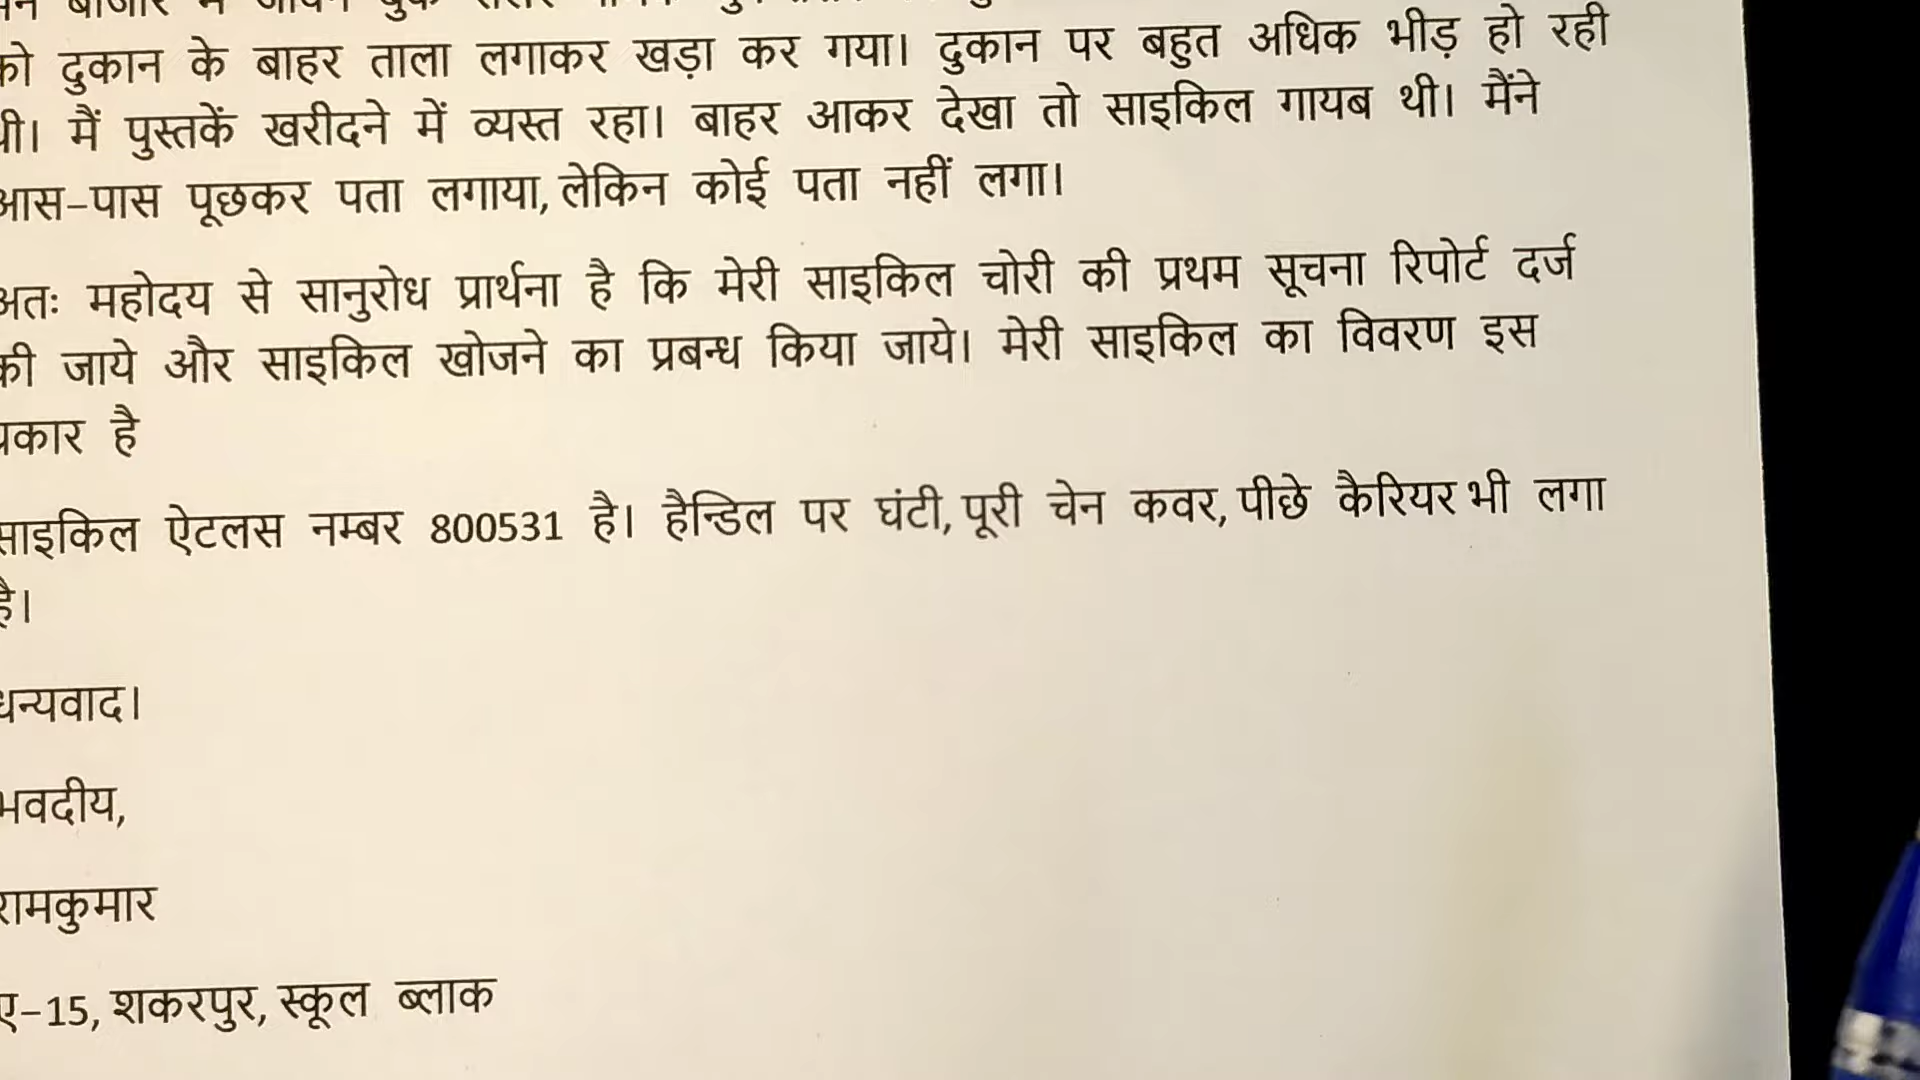 को दुकान के बाहर ताला लगाकर खड़ा कर गया। दुकान पर बहुत अधिक भीड़ हो रही
थी। मैं पुस्तकें खरीदने में व्यस्त रहा। बाहर आकर देखा तो साइकिल गायब थी। मैंने
आस-पास पूछकर पता लगाया, लेकिन कोई पता नहीं लगा।
अतः महोदय से सानुरोध प्रार्थना है कि मेरी साइकिल चोरी की प्रथम सूचना रिपोर्ट दर्ज
की जाये और साइकिल खोजने का प्रबन्ध किया जाये। मेरी साइकिल का विवरण इस
प्रकार है
साइकिल ऐटलस नम्बर 800531 है। हैन्डिल पर घंटी, पूरी चेन कवर, पीछे कैरियर भी लगा
है।
धन्यवाद।
भवदीय,
रामकुमार
ए-15, शकरपुर, स्कूल ब्लाक